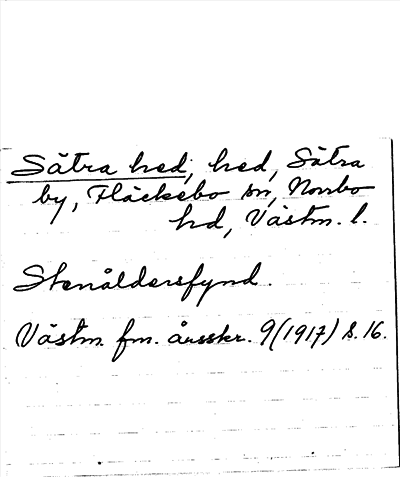 Sätra hed, hed, Sätra
by, Fläckebo sn, Norrbo
hd, Västm. l.
Stenåldersfynd.
Västm. fm. årsskr. 9(1917) s. 16.